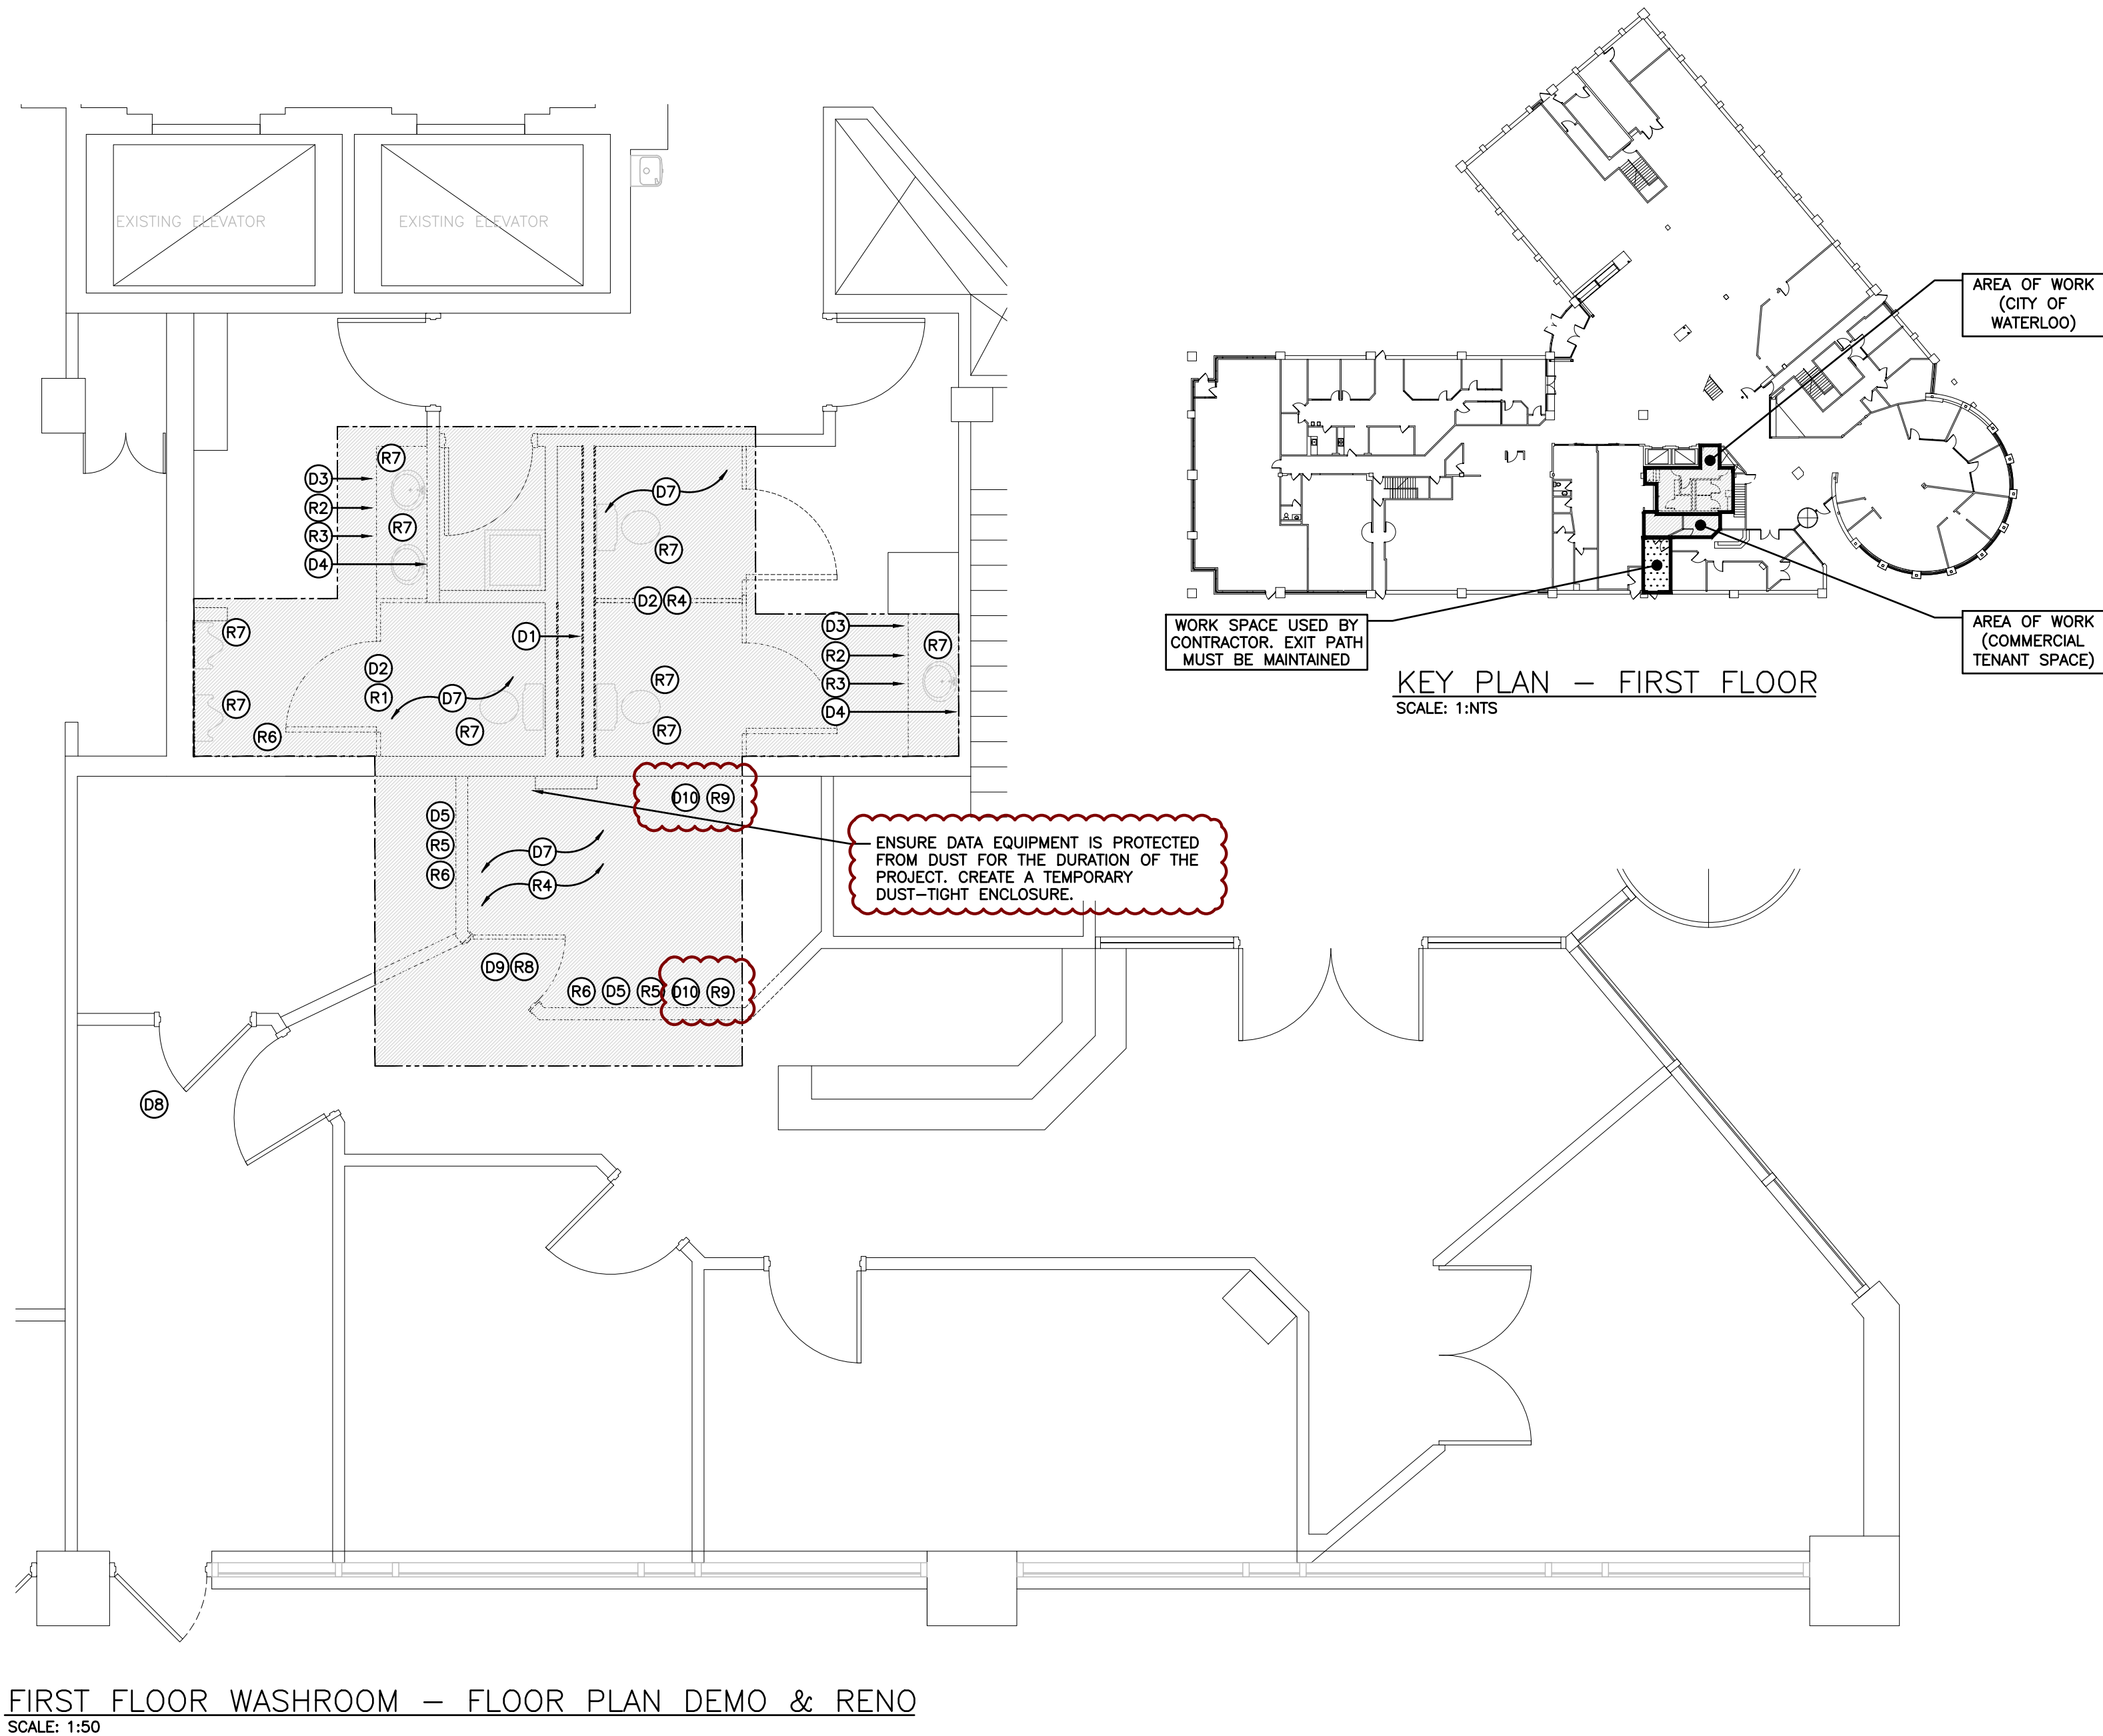 EXISTING ELEVATOR
EXISTING ELEVATOR
AREA OF WORK
(CITY OF
WATERLOO)
WORK SPACE USED BY
CONTRACTOR. EXIT PATH
MUST BE MAINTAINED
AREA OF WORK
(COMMERCIAL
TENANT SPACE)
KEY PLAN – FIRST FLOOR
SCALE: 1:NTS
R7
D3
R2
R7
R3
D4
D7
R7
D2 R4
R7
D1
D3
R7
D2
R2
R1
D7
R7
R3
R7
D4
R7
R7
R6
D10 R9
D5
R5
R6
D7
R4
ENSURE DATA EQUIPMENT IS PROTECTED
FROM DUST FOR THE DURATION OF THE
PROJECT. CREATE A TEMPORARY
DUST–TIGHT ENCLOSURE.
D9 R8
R6 D5 R5 D10 R9
D8
FIRST FLOOR WASHROOM – FLOOR PLAN DEMO & RENO
SCALE: 1:50